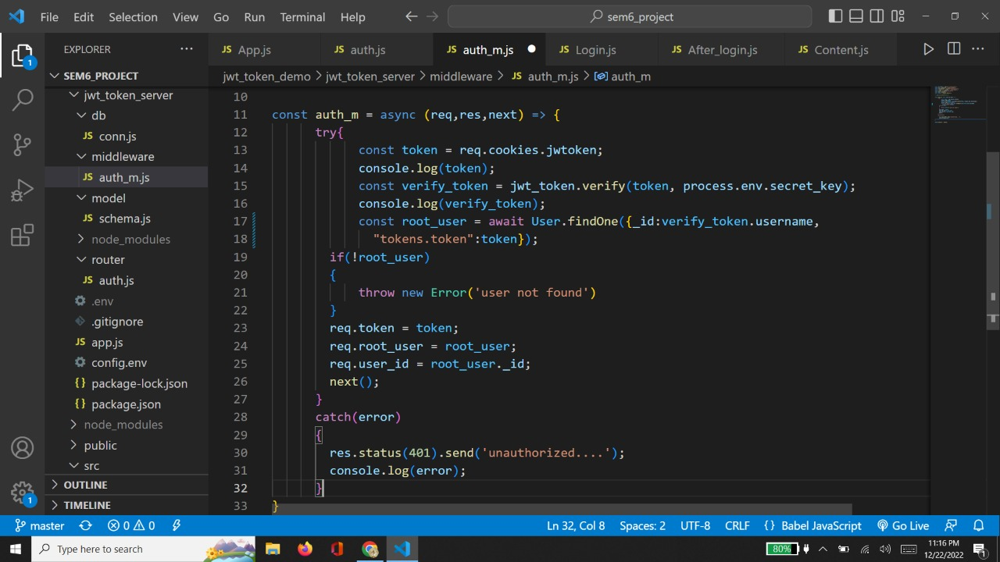 File Edit Selection View Go Run Terminal Help sem6_project
EXPLORER
App.js auth.js auth_m.js Login.js After_login.js Content.js
1
SEM6_PROJECT
jwt_token_demo > jwt_token_server > middleware > JS auth_m.js > auth_m
jwt_token_server
db
JS conn.js
middleware
JS auth_m.js
model
JS schema.js
node_modules
router
JS auth.js
.env
.gitignore
JS app.js
config.env
{} package-lock.json
{} package.json
node_modules
public
src
OUTLINE
TIMELINE
1
10
11 const auth_m = async (req,res,next) => {
12 try{
13 const token = req.cookies.jwtoken;
14 console.log(token);
15 const verify_token = jwt_token.verify(token, process.env.secret_key);
16 console.log(verify_token);
17 const root_user = await User.findOne({_id:verify_token.username,
18 "tokens.token":token});
19 if(!root_user)
20 {
21 throw new Error('user not found')
22 }
23 req.token = token;
24 req.root_user = root_user;
25 req.user_id = root_user._id;
26 next();
27 }
28 catch(error)
29 {
30 res.status(401).send('unauthorized....');
31 console.log(error);
32 }
33 }
master 0 0 Ln 32, Col 8 Spaces: 2 UTF-8 CRLF {} Babel JavaScript Go Live
Type here to search 80% 11:16 PM
12/22/2022 1